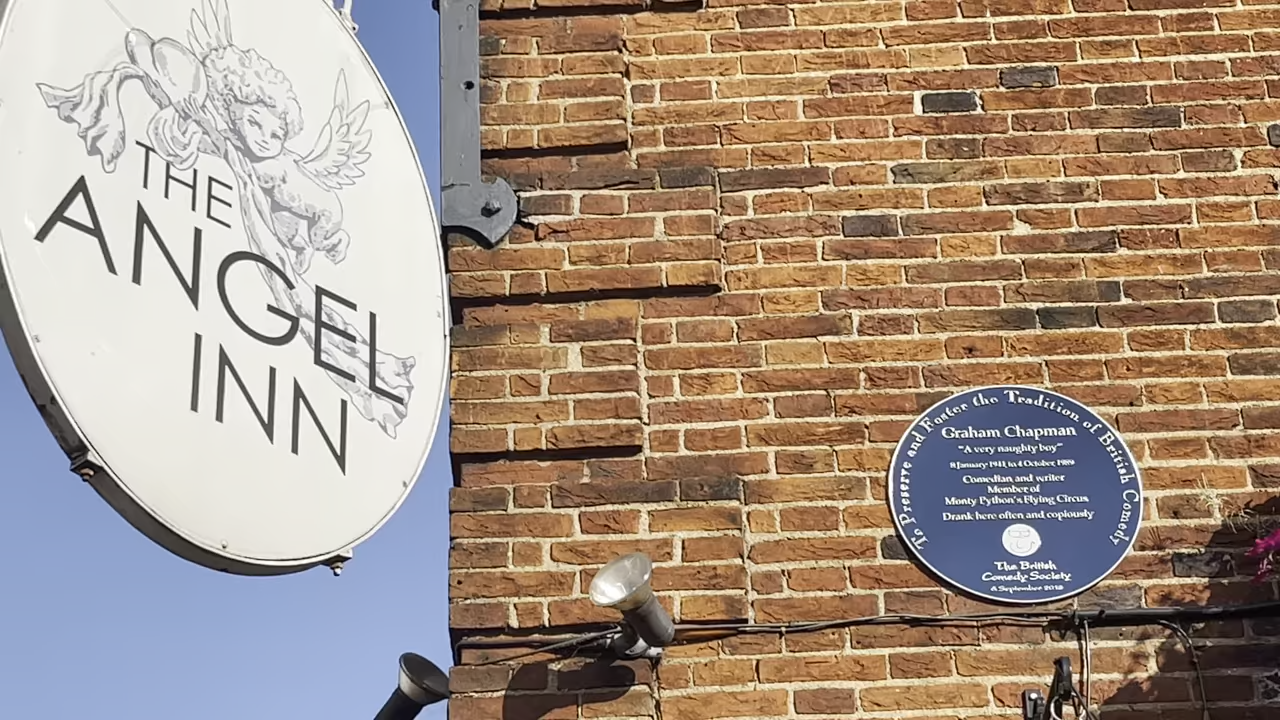 THE
ANGEL
INN
To Preserve and Foster the Tradition of British Comedy
Graham Chapman
"A very naughty boy"
8 January 1941 to 4 October 1989
Comedian and writer
Member of
Monty Python's Flying Circus
Drank here often and copiously
The British
Comedy Society
September 2012